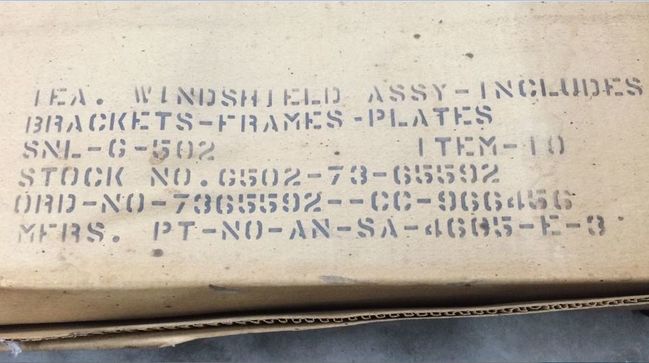 1EA. WINDSHIELD ASSY-INCLUDES
BRACKETS-FRAMES-PLATES
SNL-G-502 ITEM-10
STOCK NO.G502-73-65592
ORD-NO-7365592--CC-966456
MFRS. PT-NO-AN-SA-4605-E-3